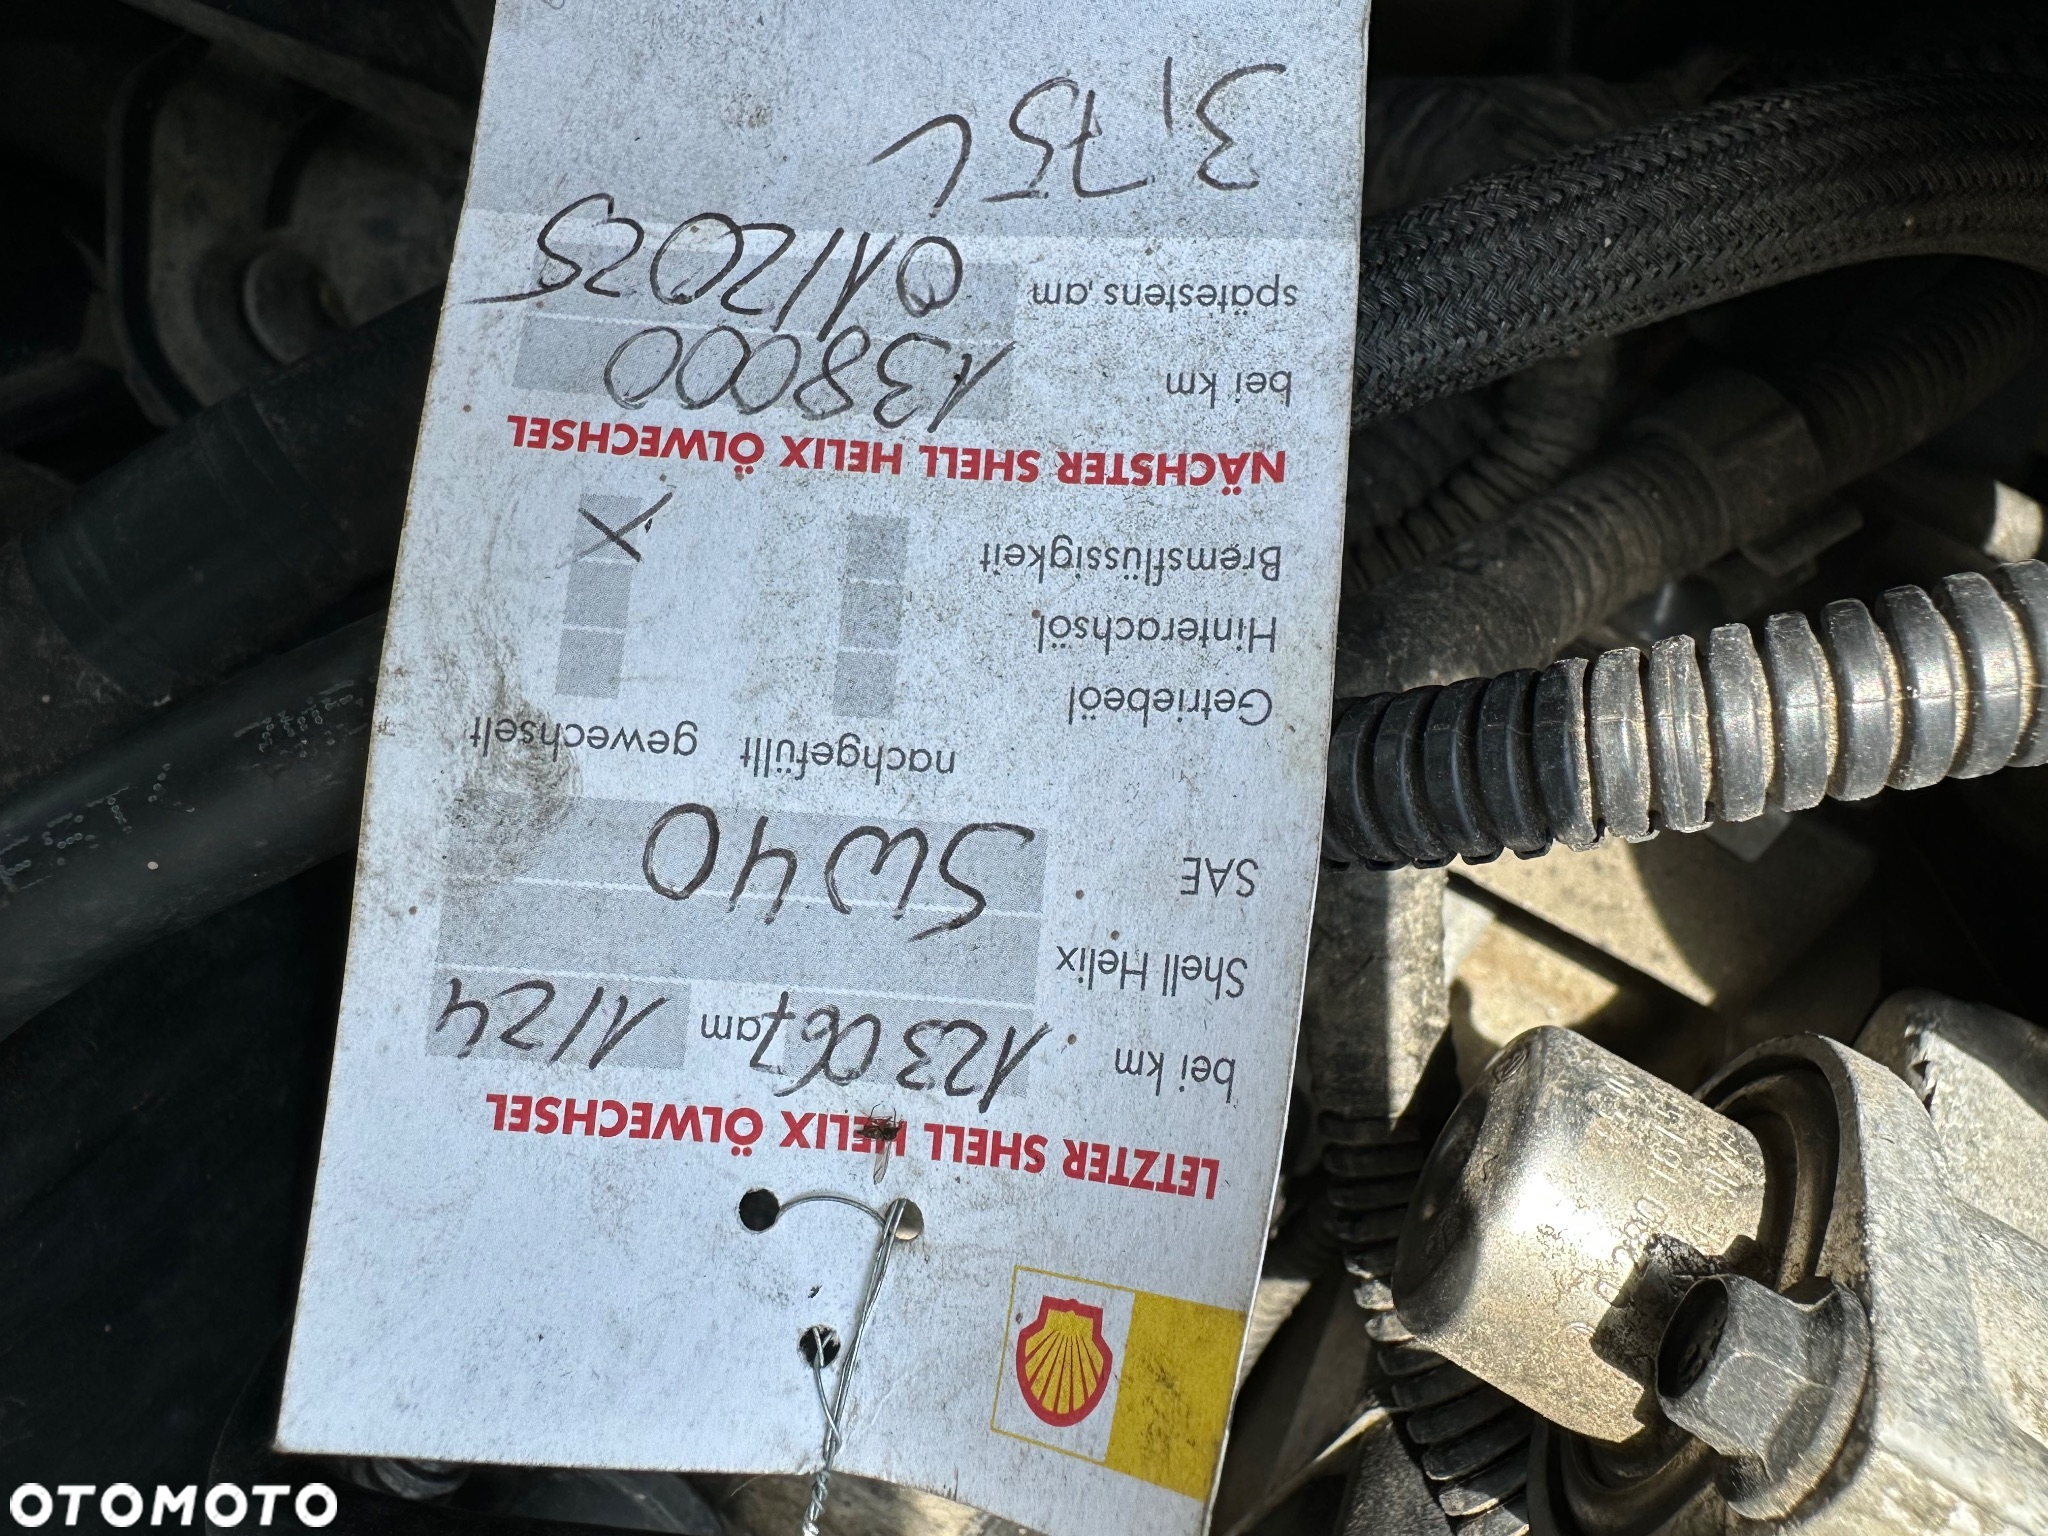 LETZTER SHELL HELIX ÖLWECHSEL
bei km 123067 am 1/24
Shell Helix
SAE 5W40
nachgefüllt gewechselt
Getriebeöl
Hinterachsöl
Bremsflüssigkeit X
NÄCHSTER SHELL HELIX ÖLWECHSEL
bei km 138000
spätestens am 01/2025
3,75L
OTOMOTO